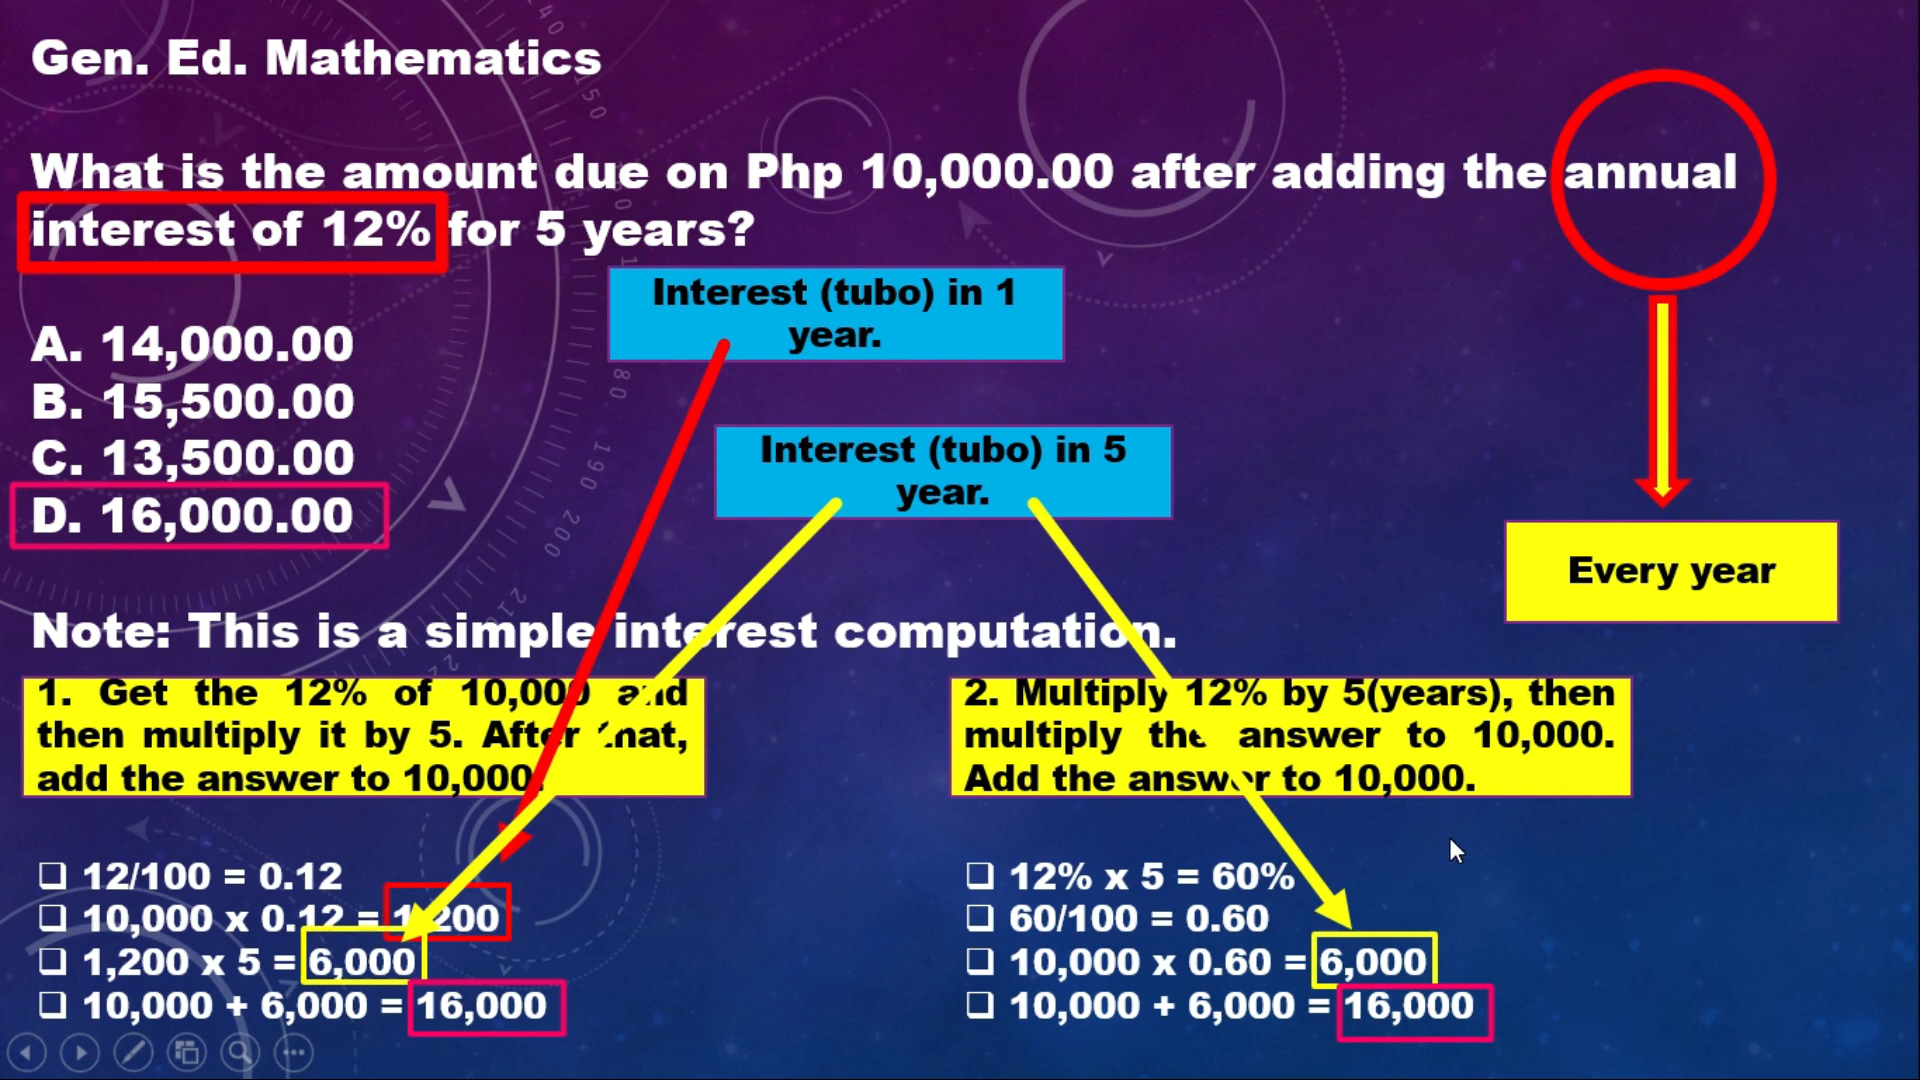 Gen. Ed. Mathematics
What is the amount due on Php 10,000.00 after adding the annual
interest of 12% for 5 years?
Interest (tubo) in 1
year.
A. 14,000.00
B. 15,500.00
C. 13,500.00
D. 16,000.00
Interest (tubo) in 5
year.
Every year
Note: This is a simple interest computation.
1. Get the 12% of 10,000 and
then multiply it by 5. After that,
add the answer to 10,000.
12/100 = 0.12
10,000 x 0.12 = 1,200
1,200 x 5 = 6,000
10,000 + 6,000 = 16,000
2. Multiply 12% by 5(years), then
multiply the answer to 10,000.
Add the answer to 10,000.
12% x 5 = 60%
60/100 = 0.60
10,000 x 0.60 = 6,000
10,000 + 6,000 = 16,000
140
150
180
190
200